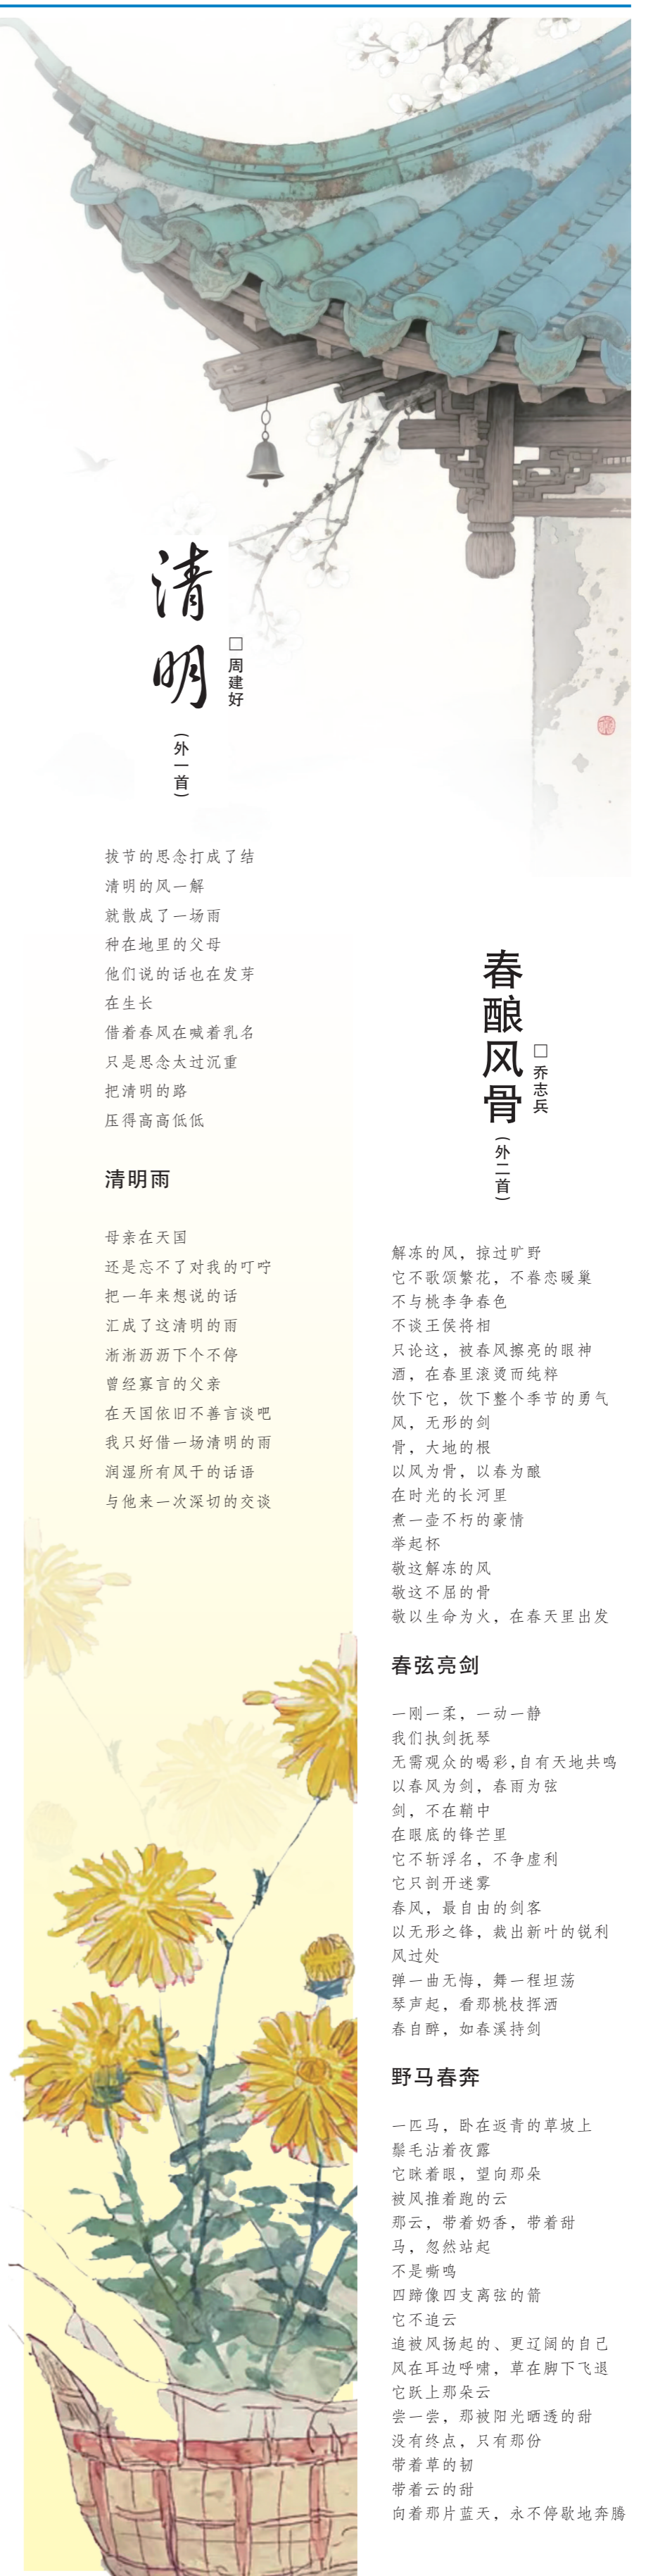 清明
(外一首)
□周建好
拔节的思念打成了结
清明的风一解
就散成了一场雨
种在地里的父母
他们说的话也在发芽
在生长
借着春风在喊着乳名
只是思念太过沉重
把清明的路
压得高高低低
清明雨
母亲在天国
还是忘不了对我的叮咛
把一年来想说的话
汇成了这清明的雨
淅淅沥沥下个不停
曾经寡言的父亲
在天国依旧不善言谈吧
我只好借一场清明的雨
润湿所有风干的话语
与他来一次深切的交谈
春酿风骨
(外二首)
□乔志兵
解冻的风，掠过旷野
它不歌颂繁花，不眷恋暖巢
不与桃李争春色
不谈王侯将相
只论这，被春风擦亮的眼神
酒，在春里滚烫而纯粹
饮下它，饮下整个季节的勇气
风，无形的剑
骨，大地的根
以风为骨，以春为酿
在时光的长河里
煮一壶不朽的豪情
举起杯
敬这解冻的风
敬这不屈的骨
敬以生命为火，在春天里出发
春弦亮剑
一刚一柔，一动一静
我们执剑抚琴
无需观众的喝彩,自有天地共鸣
以春风为剑，春雨为弦
剑，不在鞘中
在眼底的锋芒里
它不斩浮名，不争虚利
它只剖开迷雾
春风，最自由的剑客
以无形之锋，裁出新叶的锐利
风过处
弹一曲无悔，舞一程坦荡
琴声起，看那桃枝挥洒
春自醉，如春溪持剑
野马春奔
一匹马，卧在返青的草坡上
鬃毛沾着夜露
它眯着眼，望向那朵
被风推着跑的云
那云，带着奶香，带着甜
马，忽然站起
不是嘶鸣
四蹄像四支离弦的箭
它不追云
追被风扬起的、更辽阔的自己
风在耳边呼啸，草在脚下飞退
它跃上那朵云
尝一尝，那被阳光晒透的甜
没有终点，只有那份
带着草的韧
带着云的甜
向着那片蓝天，永不停歇地奔腾